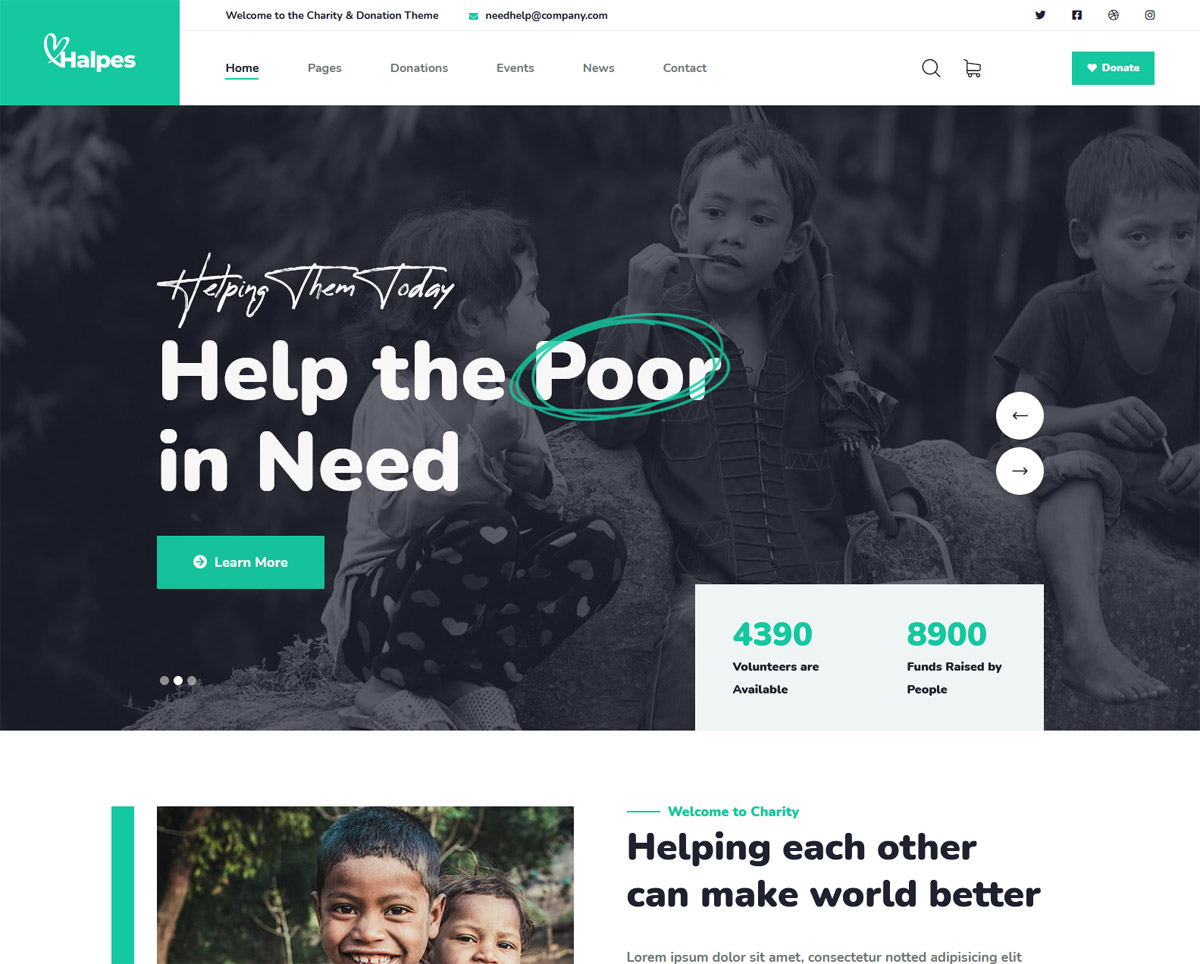 Welcome to the Charity & Donation Theme
needhelp@company.com
Halpes
Home
Pages
Donations
Events
News
Contact
Donate
Helping Them Today
Help the Poor
in Need
Learn More
4390
Volunteers are
Available
8900
Funds Raised by
People
Welcome to Charity
Helping each other
can make world better
Lorem ipsum dolor sit amet, consectetur notted adipisicing elit